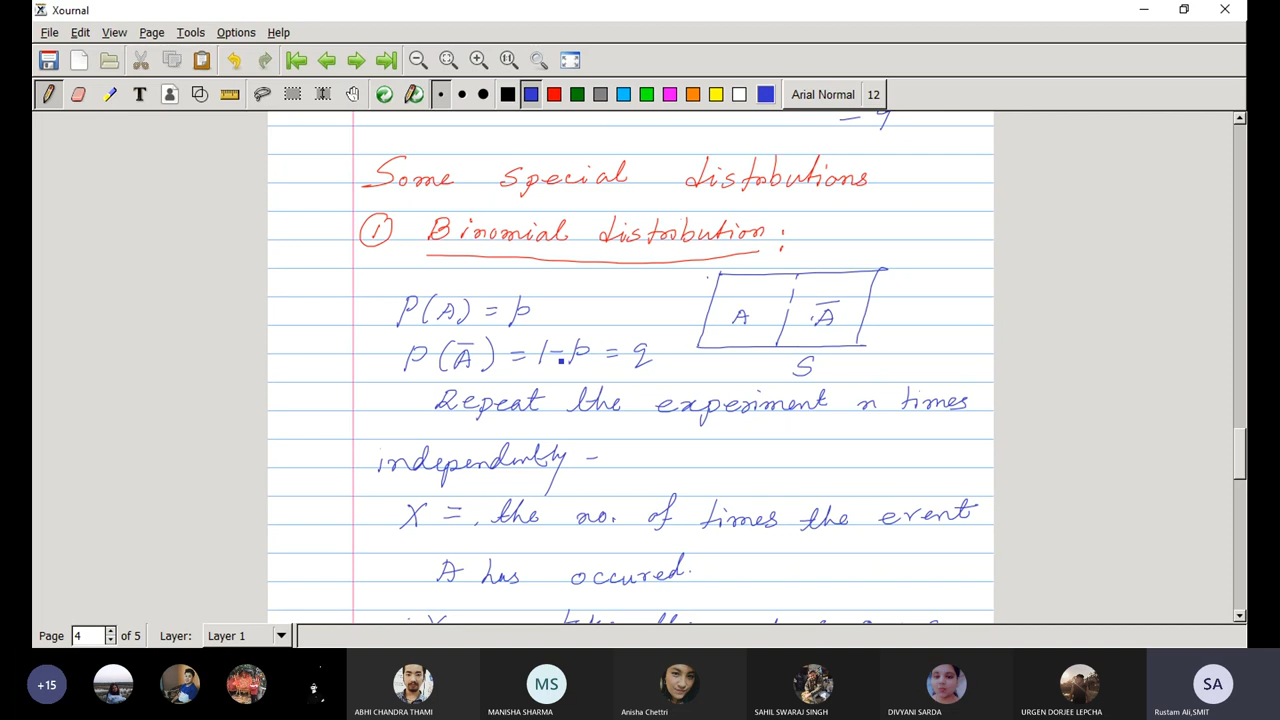 Xournal
File Edit View Page Tools Options Help
Arial Normal 12
- 9
Some special distributions
① Binomial distribution:
P(A) = p
A Ā
P(Ā) = 1-p = q
S
Repeat the experiment n times
independently -
X = the no. of times the event
A has occured.
Page 4 of 5 Layer: Layer 1
+15
ABHI CHANDRA THAMI
MS
MANISHA SHARMA
Anisha Chettri
SAHIL SWARAJ SINGH
DIVYANI SARDA
URGEN DORJEE LEPCHA
SA
Rustam Ali,SMIT